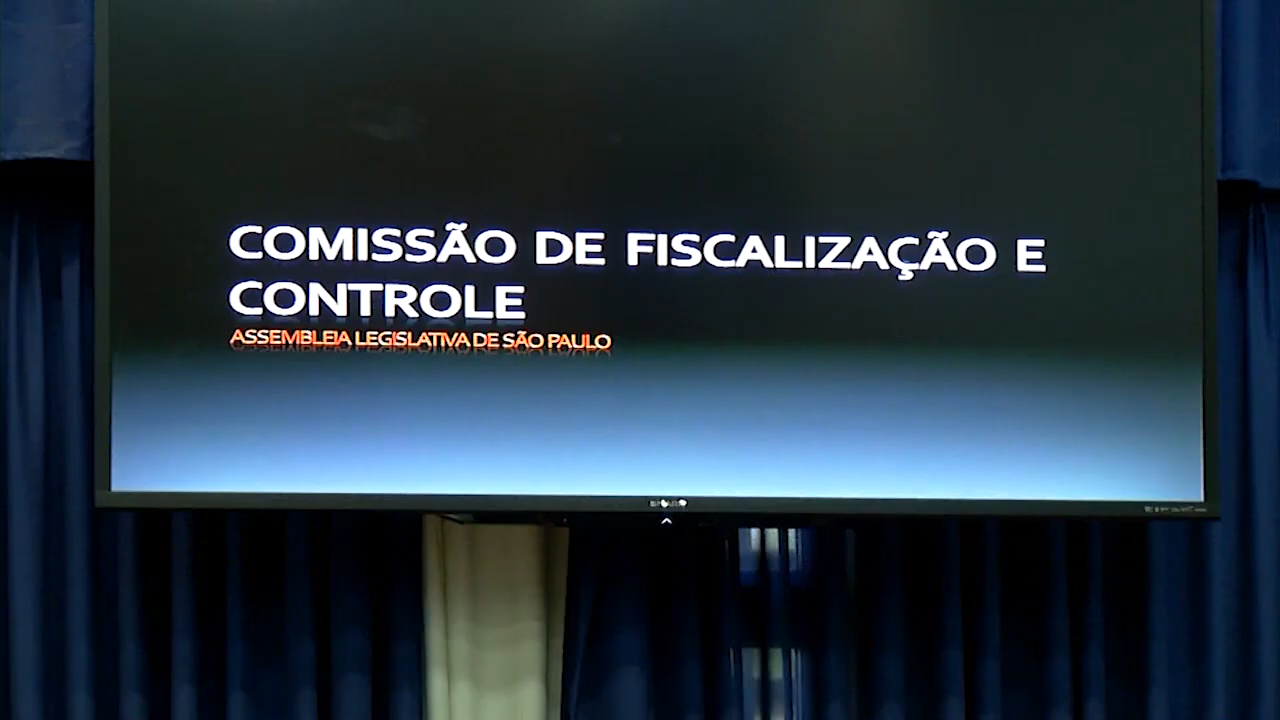 COMISSÃO DE FISCALIZAÇÃO E
CONTROLE
ASSEMBLEIA LEGISLATIVA DE SÃO PAULO